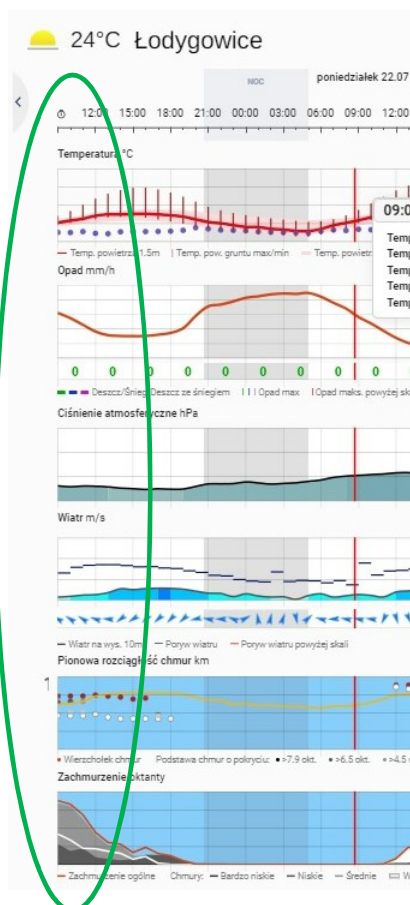 24°C Łodygowice
NOC
poniedziałek 22.07
12:00 15:00 18:00 21:00 00:00 03:00 06:00 09:00 12:00
Temperatura °C
09:0
Temp
Temp
Temp
Temp
Temp
Temp. powietrza 1.5m | Temp. pow. gruntu max/min Temp. powietr
Opad mm/h
0 0 0 0 0 0 0 0 0
Deszcz/Śnieg/Deszcz ze śniegiem Opad max Opad maks. powyżej ska
Ciśnienie atmosferyczne hPa
Wiatr m/s
Wiatr na wys. 10m Poryw wiatru Poryw wiatru powyżej skali
Pionowa rozciągłość chmur km
1
Wierzchołek chmur Podstawa chmur o pokryciu: >7.9 okt. >6.5 okt. >4.5 o
Zachmurzenie oktanty
Zachmurzenie ogólne Chmury: Bardzo niskie Niskie Średnie W